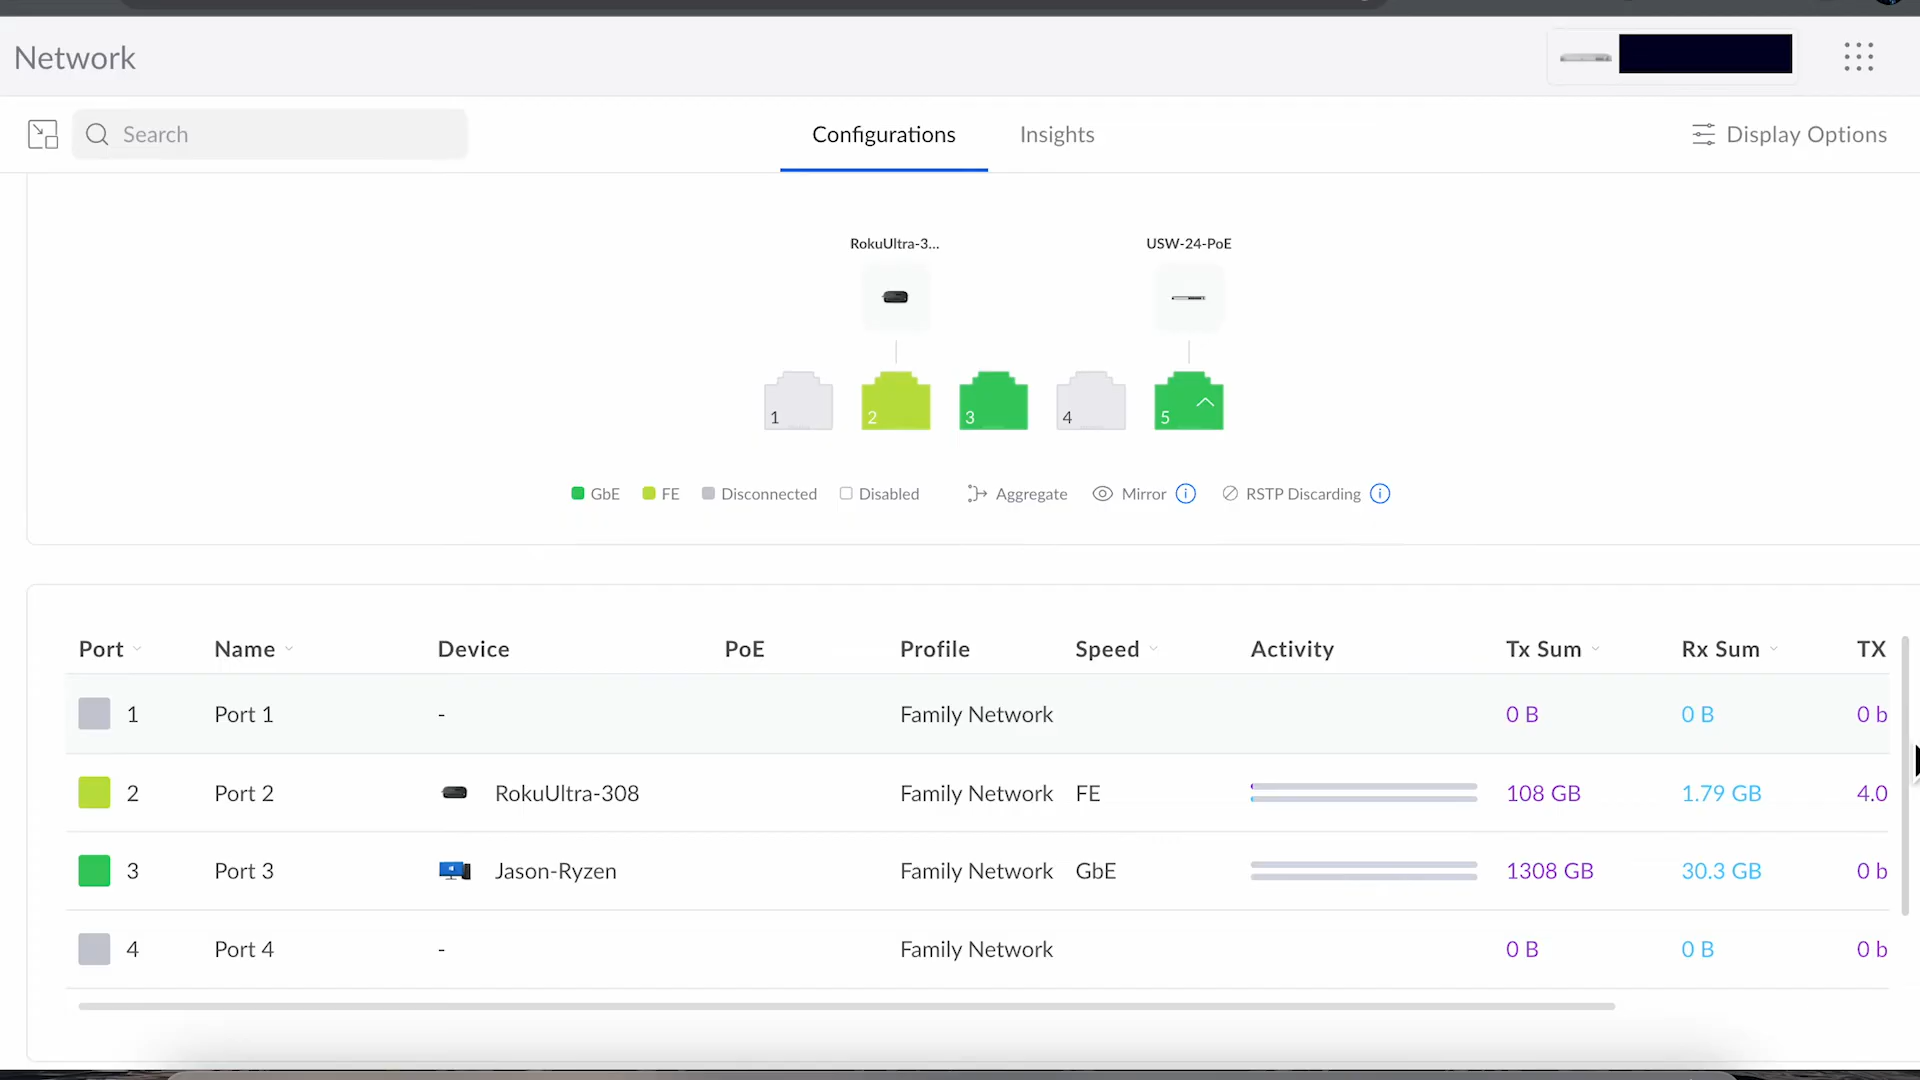 Network
Search
Configurations
Insights
Display Options
RokuUltra-3...
USW-24-PoE
1
2
3
4
5
GbE
FE
Disconnected
Disabled
Aggregate
Mirror
RSTP Discarding
Port Name Device PoE Profile Speed Activity Tx Sum Rx Sum TX
1 Port 1 - Family Network 0 B 0 B 0 b
2 Port 2 RokuUltra-308 Family Network FE 108 GB 1.79 GB 4.0
3 Port 3 Jason-Ryzen Family Network GbE 1308 GB 30.3 GB 0 b
4 Port 4 - Family Network 0 B 0 B 0 b